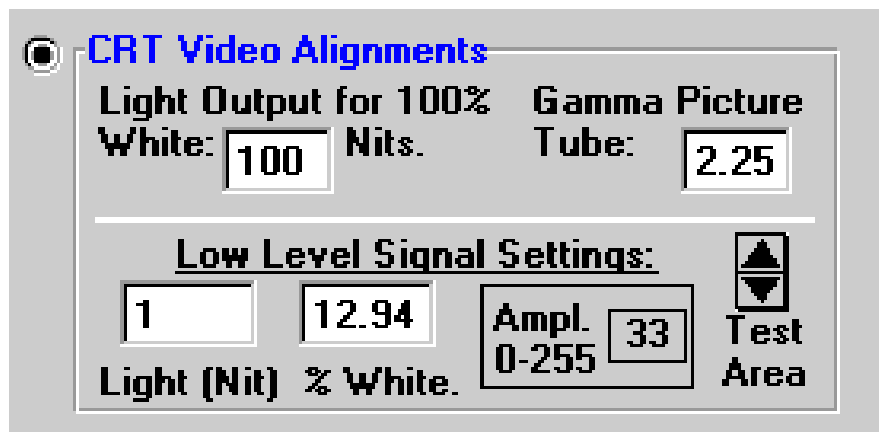 CRT Video Alignments
Light Output for 100% Gamma Picture
White: 100 Nits. Tube: 2.25
Low Level Signal Settings:
1 12.94 Ampl. 33 Test
0-255 Area
Light (Nit) % White.